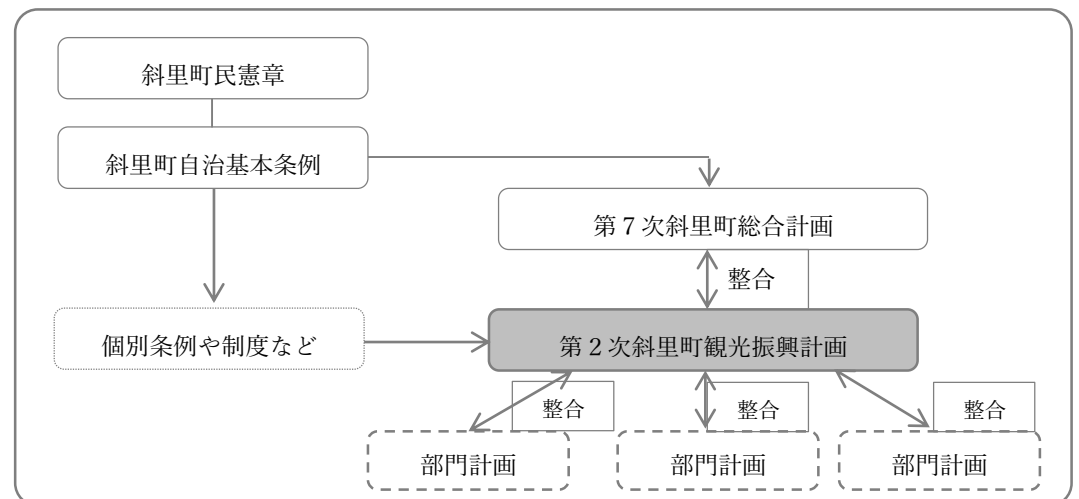 斜里町民憲章
斜里町自治基本条例
第７次斜里町総合計画
整合
個別条例や制度など
第２次斜里町観光振興計画
整合
整合
整合
部門計画
部門計画
部門計画